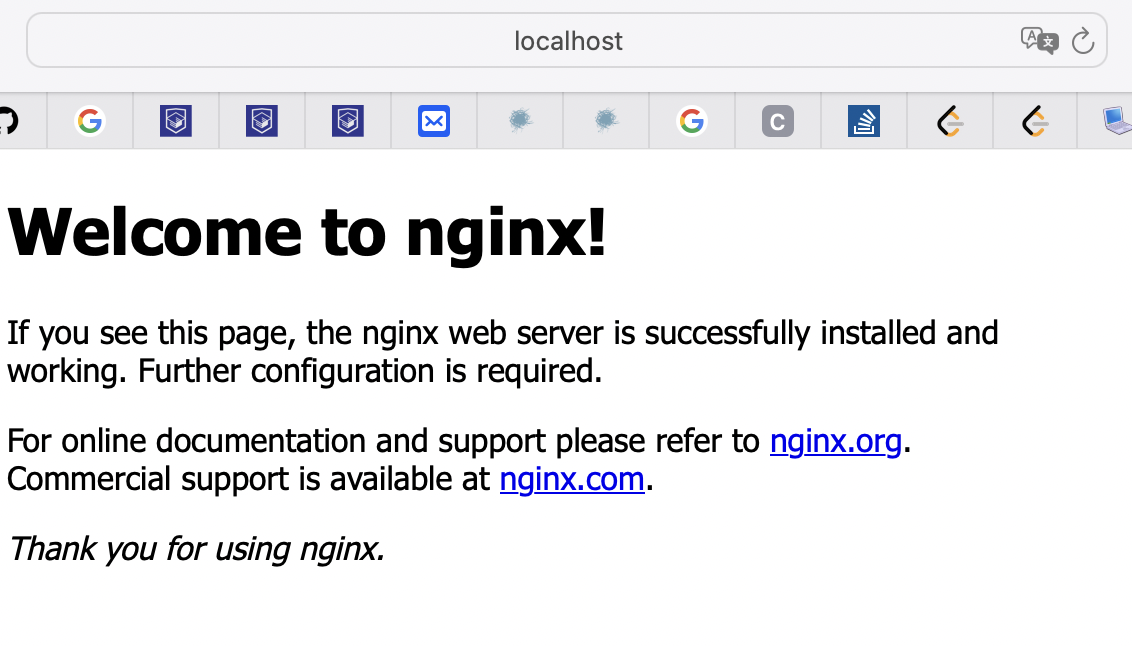 localhost
C
Welcome to nginx!
If you see this page, the nginx web server is successfully installed and
working. Further configuration is required.
For online documentation and support please refer to nginx.org.
Commercial support is available at nginx.com.
Thank you for using nginx.